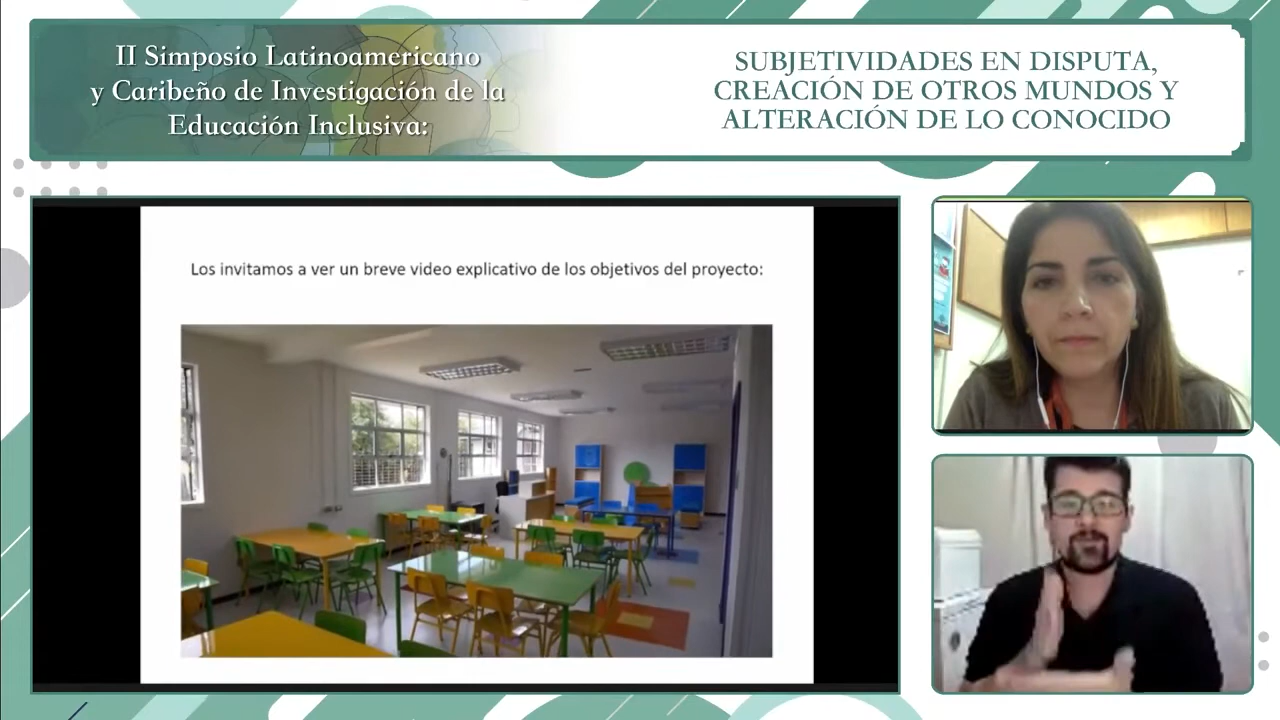 II Simposio Latinoamericano
y Caribeño de Investigación de la
Educación Inclusiva:
SUBJETIVIDADES EN DISPUTA,
CREACIÓN DE OTROS MUNDOS Y
ALTERACIÓN DE LO CONOCIDO
Los invitamos a ver un breve video explicativo de los objetivos del proyecto: